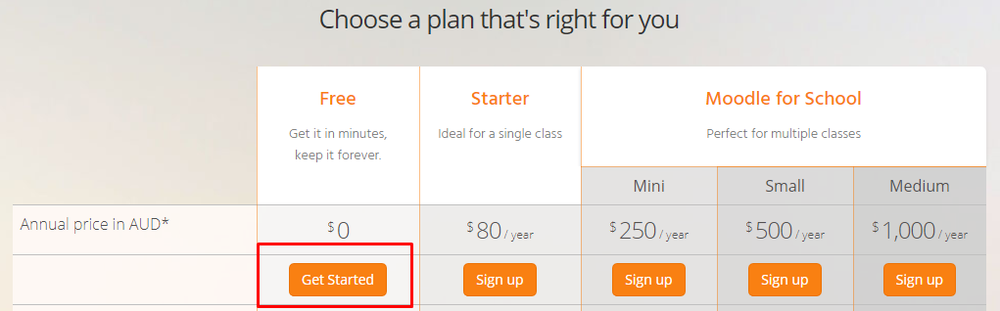 Choose a plan that's right for you
Free
Starter
Moodle for School
Get it in minutes,
keep it forever.
Ideal for a single class
Perfect for multiple classes
Mini
Small
Medium
Annual price in AUD*
$0
$80 / year
$250 / year
$500 / year
$1,000 / year
Get Started
Sign up
Sign up
Sign up
Sign up